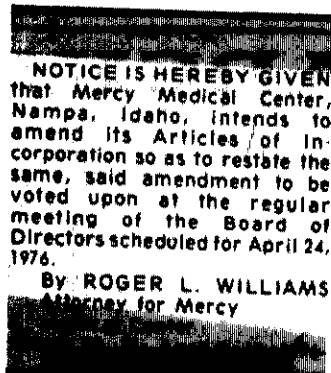 NOTICE IS HEREBY GIVEN
that Mercy Medical Center,
Nampa, Idaho, intends to
amend its Articles of In-
corporation so as to restate the
same, said amendment to be
voted upon at the regular
meeting of the Board of
Directors scheduled for April 24,
1976.
By ROGER L. WILLIAMS
Attorney for Mercy